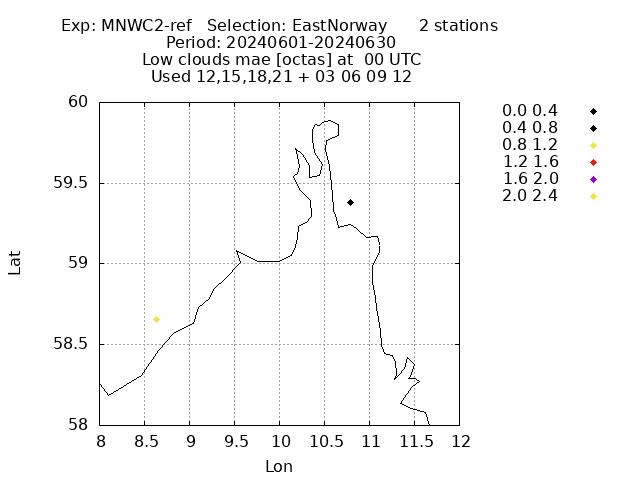 Exp: MNWC2-ref   Selection: EastNorway      2 stations
Period: 20240601-20240630
Low clouds mae [octas] at  00 UTC
Used 12,15,18,21 + 03 06 09 12
0.0 0.4
0.4 0.8
0.8 1.2
1.2 1.6
1.6 2.0
2.0 2.4
Lat
60
59.5
59
58.5
58
8 8.5 9 9.5 10 10.5 11 11.5 12
Lon